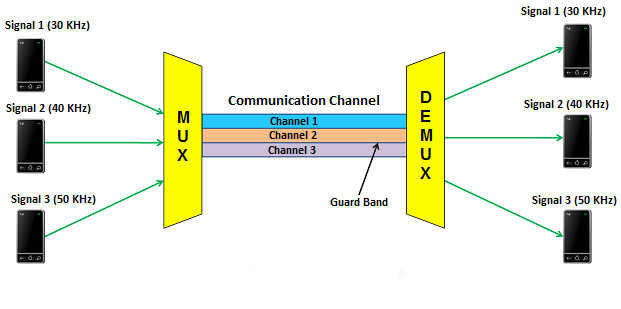 Signal 1 (30 KHz)
Signal 1 (30 KHz)
Signal 2 (40 KHz)
Signal 2 (40 KHz)
Signal 3 (50 KHz)
Signal 3 (50 KHz)
MUX
Communication Channel
Channel 1
Channel 2
Channel 3
Guard Band
DEMUX